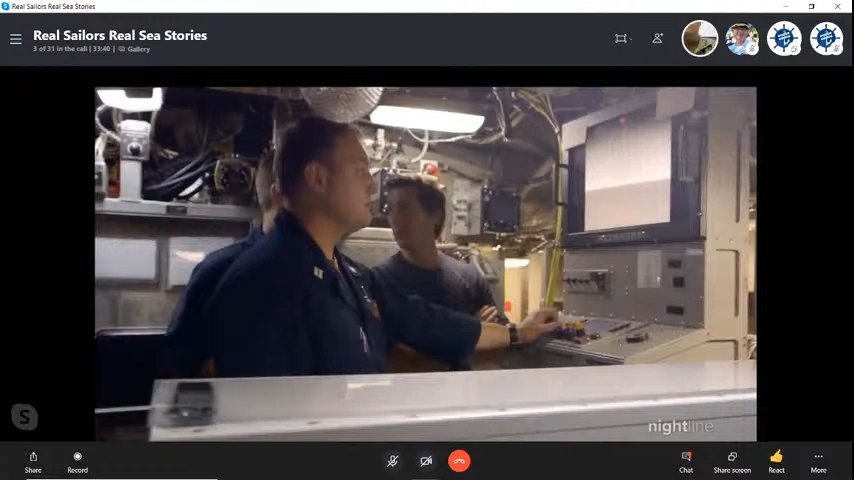 Real Sailors Real Sea Stories
Real Sailors Real Sea Stories
3 of 31 in the call | 33:40 | Gallery
nightline
S
Share
Record
Chat
Share screen
React
More